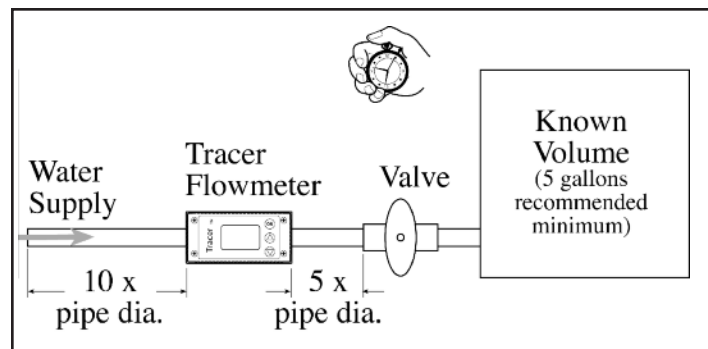 Water
Supply
Tracer
Flowmeter
Valve
Known
Volume
(5 gallons
recommended
minimum)
Tracer
10 x
pipe dia.
5 x
pipe dia.